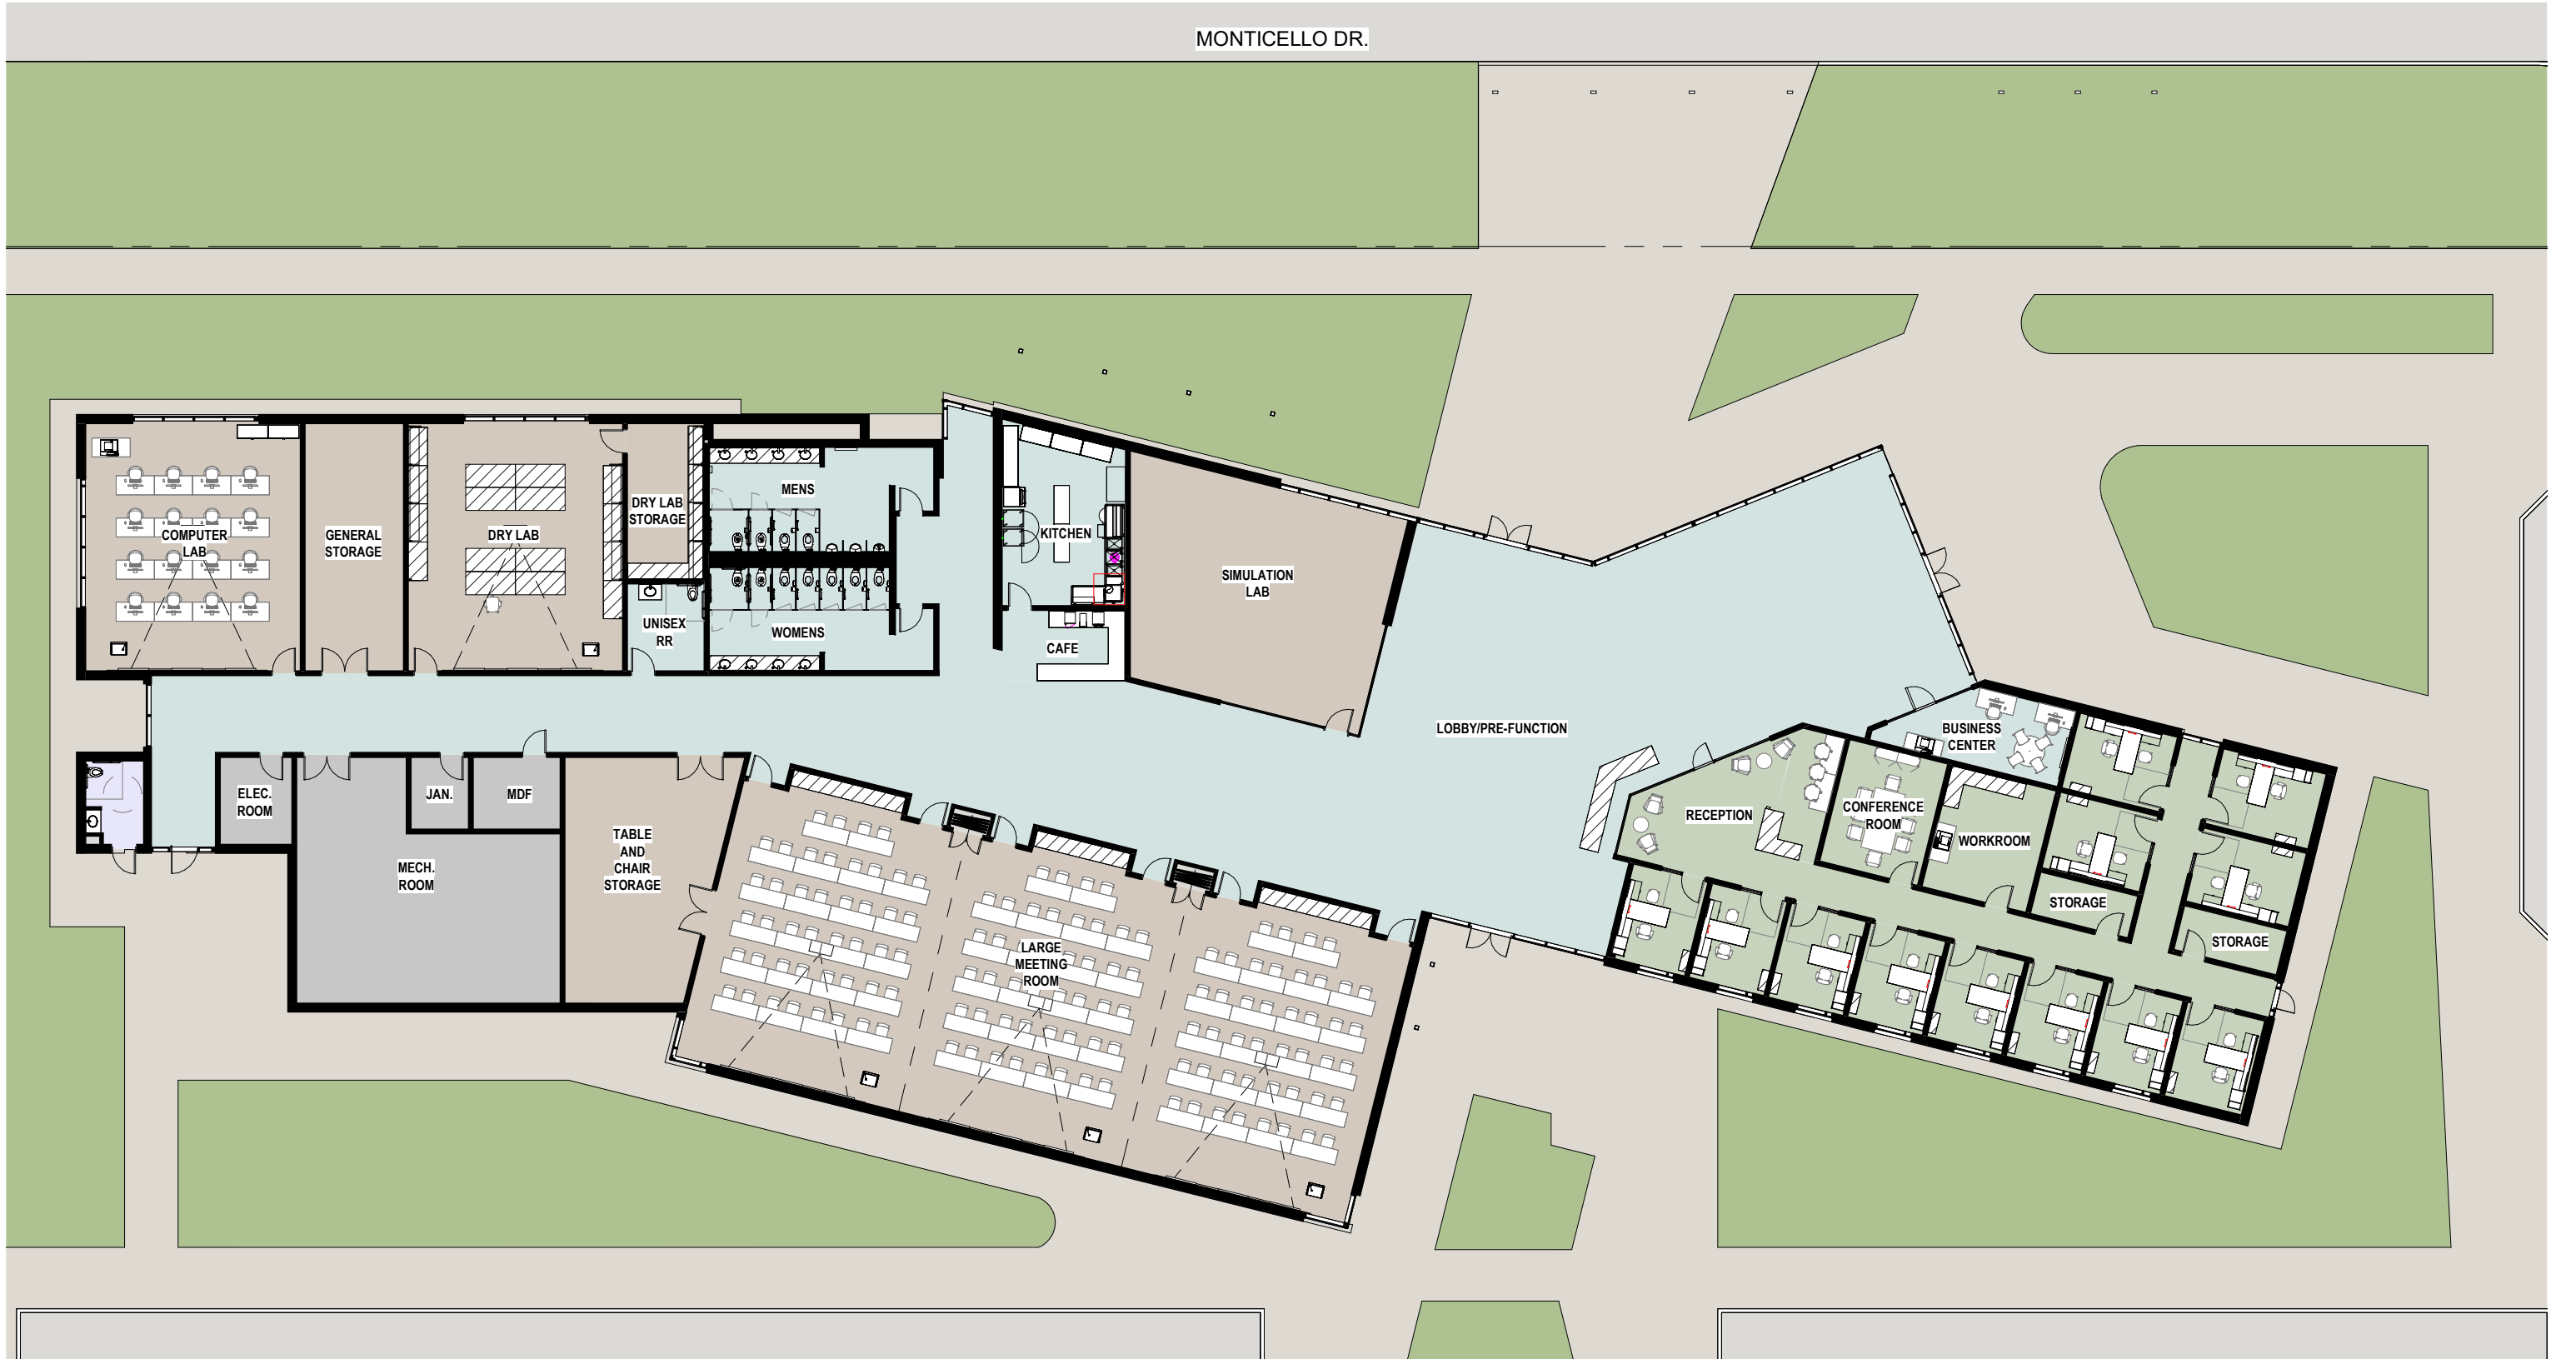 MONTICELLO DR.
COMPUTER
LAB
GENERAL
STORAGE
DRY LAB
DRY LAB
STORAGE
UNISEX
RR
MENS
WOMENS
KITCHEN
CAFE
SIMULATION
LAB
LOBBY/PRE-FUNCTION
BUSINESS
CENTER
RECEPTION
CONFERENCE
ROOM
WORKROOM
STORAGE
STORAGE
ELEC.
ROOM
MECH.
ROOM
JAN.
MDF
TABLE
AND
CHAIR
STORAGE
LARGE
MEETING
ROOM